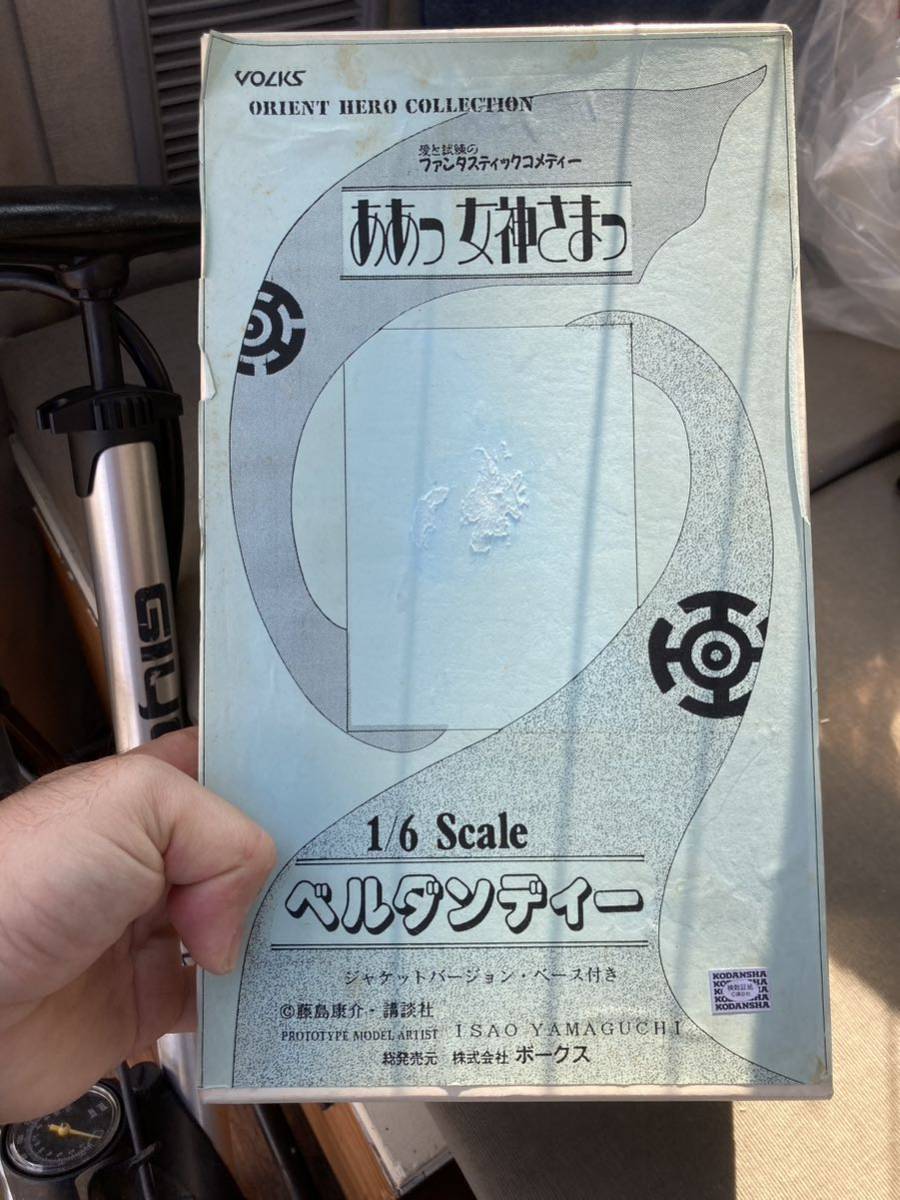 VOLKS
ORIENT HERO COLLECTION
愛と試練の
ファンタスティックコメディー
ああっ女神さまっ
1/6 Scale
ベルダンディー
ジャケットバージョン・ベース付き
©藤島康介・講談社
PROTOTYPE MODEL ARTIST ISAO YAMAGUCHI
総発売元 株式会社 ボークス
KODANSHA
KODANSHA
KODANSHA
GIYO